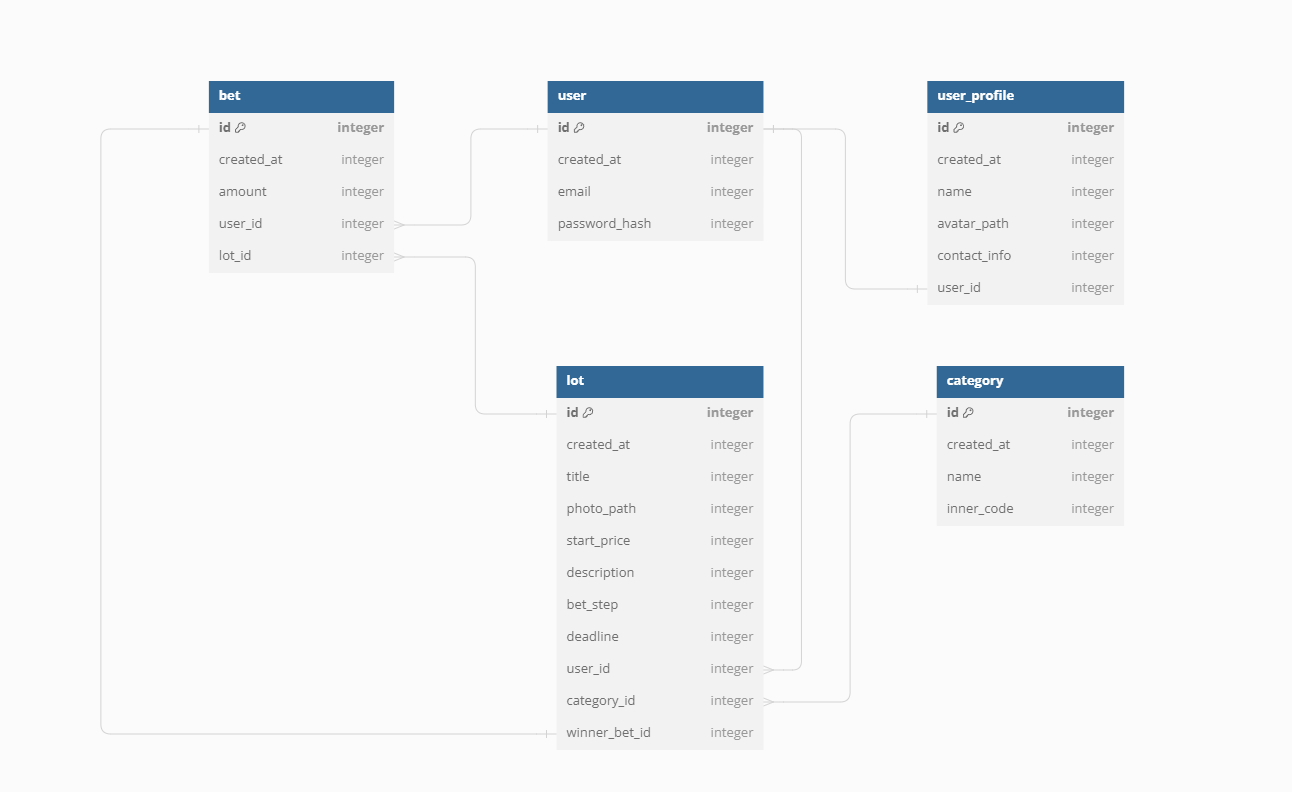 bet
id integer
created_at integer
amount integer
user_id integer
lot_id integer
user
id integer
created_at integer
email integer
password_hash integer
user_profile
id integer
created_at integer
name integer
avatar_path integer
contact_info integer
user_id integer
lot
id integer
created_at integer
title integer
photo_path integer
start_price integer
description integer
bet_step integer
deadline integer
user_id integer
category_id integer
winner_bet_id integer
category
id integer
created_at integer
name integer
inner_code integer